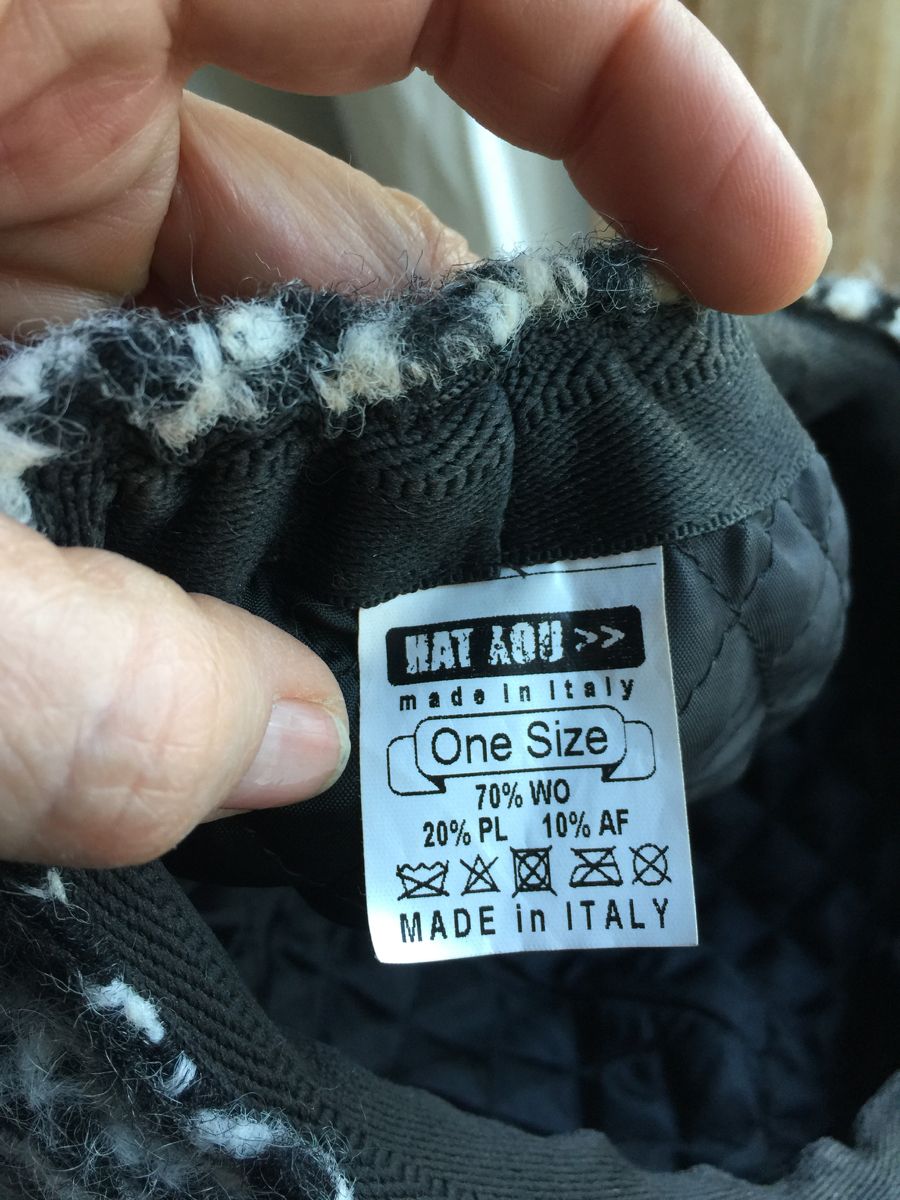 HAT YOU >>
made in Italy
One Size
70% WO
20% PL 10% AF
MADE in ITALY